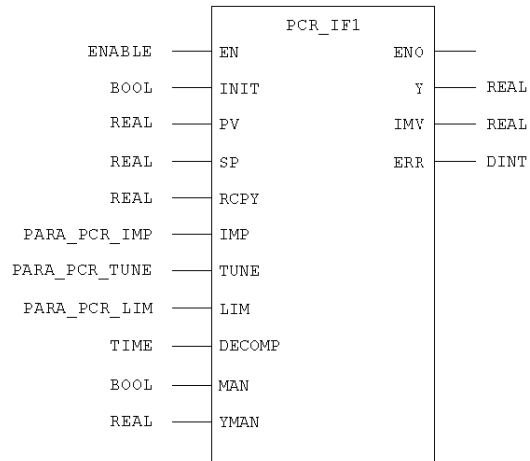 PCR_IF1
ENABLE EN ENO
BOOL INIT Y REAL
REAL PV IMV REAL
REAL SP ERR DINT
REAL RCPY
PARA_PCR_IMP IMP
PARA_PCR_TUNE TUNE
PARA_PCR_LIM LIM
TIME DECOMP
BOOL MAN
REAL YMAN